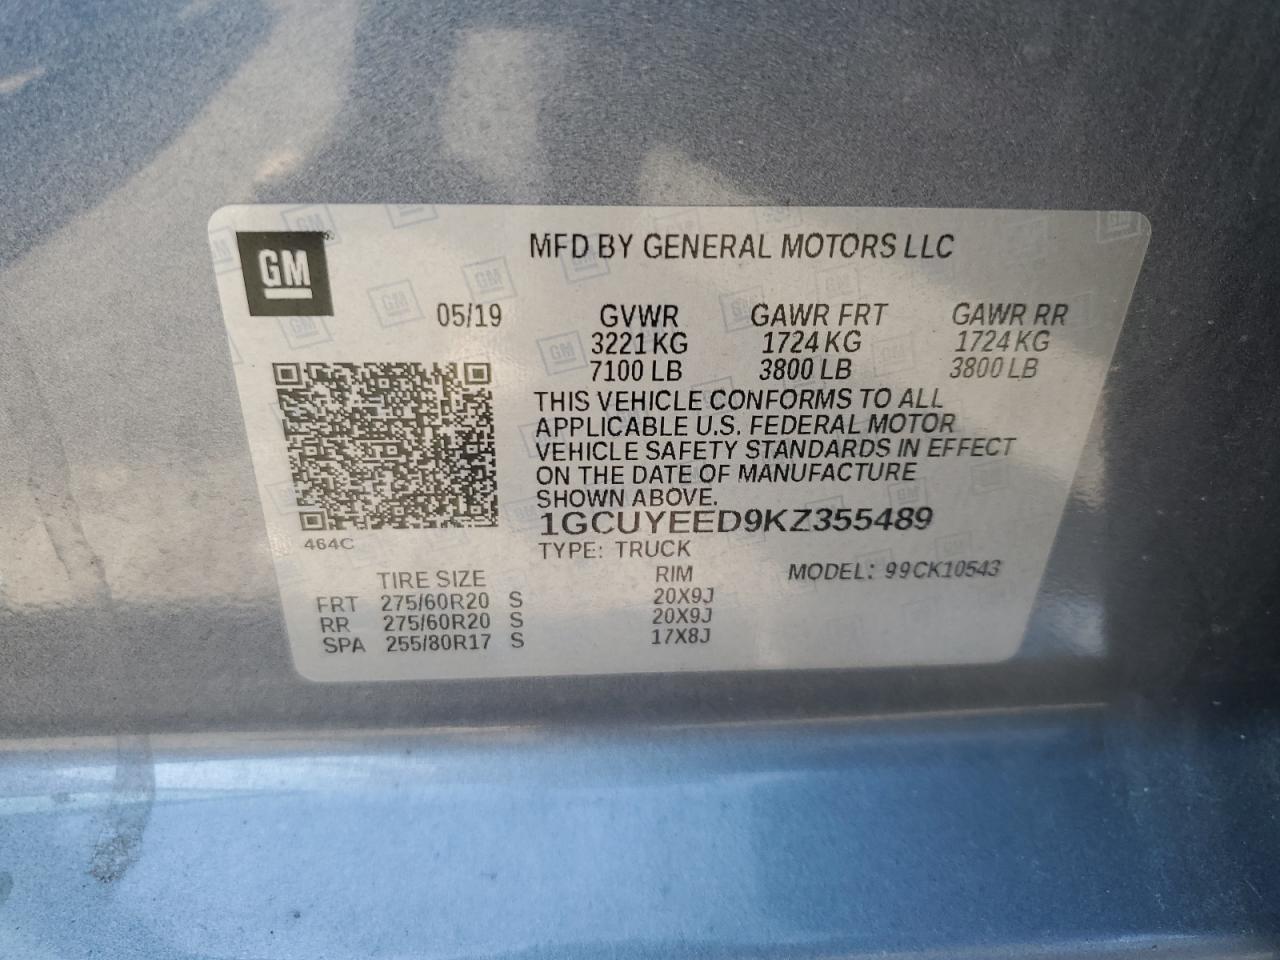 GM
MFD BY GENERAL MOTORS LLC
05/19 GVWR GAWR FRT GAWR RR
3221 KG 1724 KG 1724 KG
7100 LB 3800 LB 3800 LB
THIS VEHICLE CONFORMS TO ALL
APPLICABLE U.S. FEDERAL MOTOR
VEHICLE SAFETY STANDARDS IN EFFECT
ON THE DATE OF MANUFACTURE
SHOWN ABOVE.
1GCUYEED9KZ355489
464C
TYPE: TRUCK
MODEL: 99CK10543
TIRE SIZE RIM
FRT 275/60R20 S 20X9J
RR 275/60R20 S 20X9J
SPA 255/80R17 S 17X8J